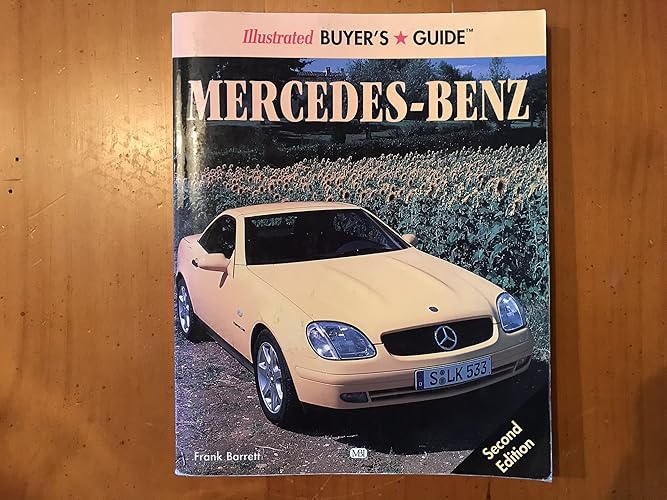 Illustrated BUYER'S ★ GUIDE™
MERCEDES-BENZ
S LK 533
Second
Edition
Frank Barrett
MBI